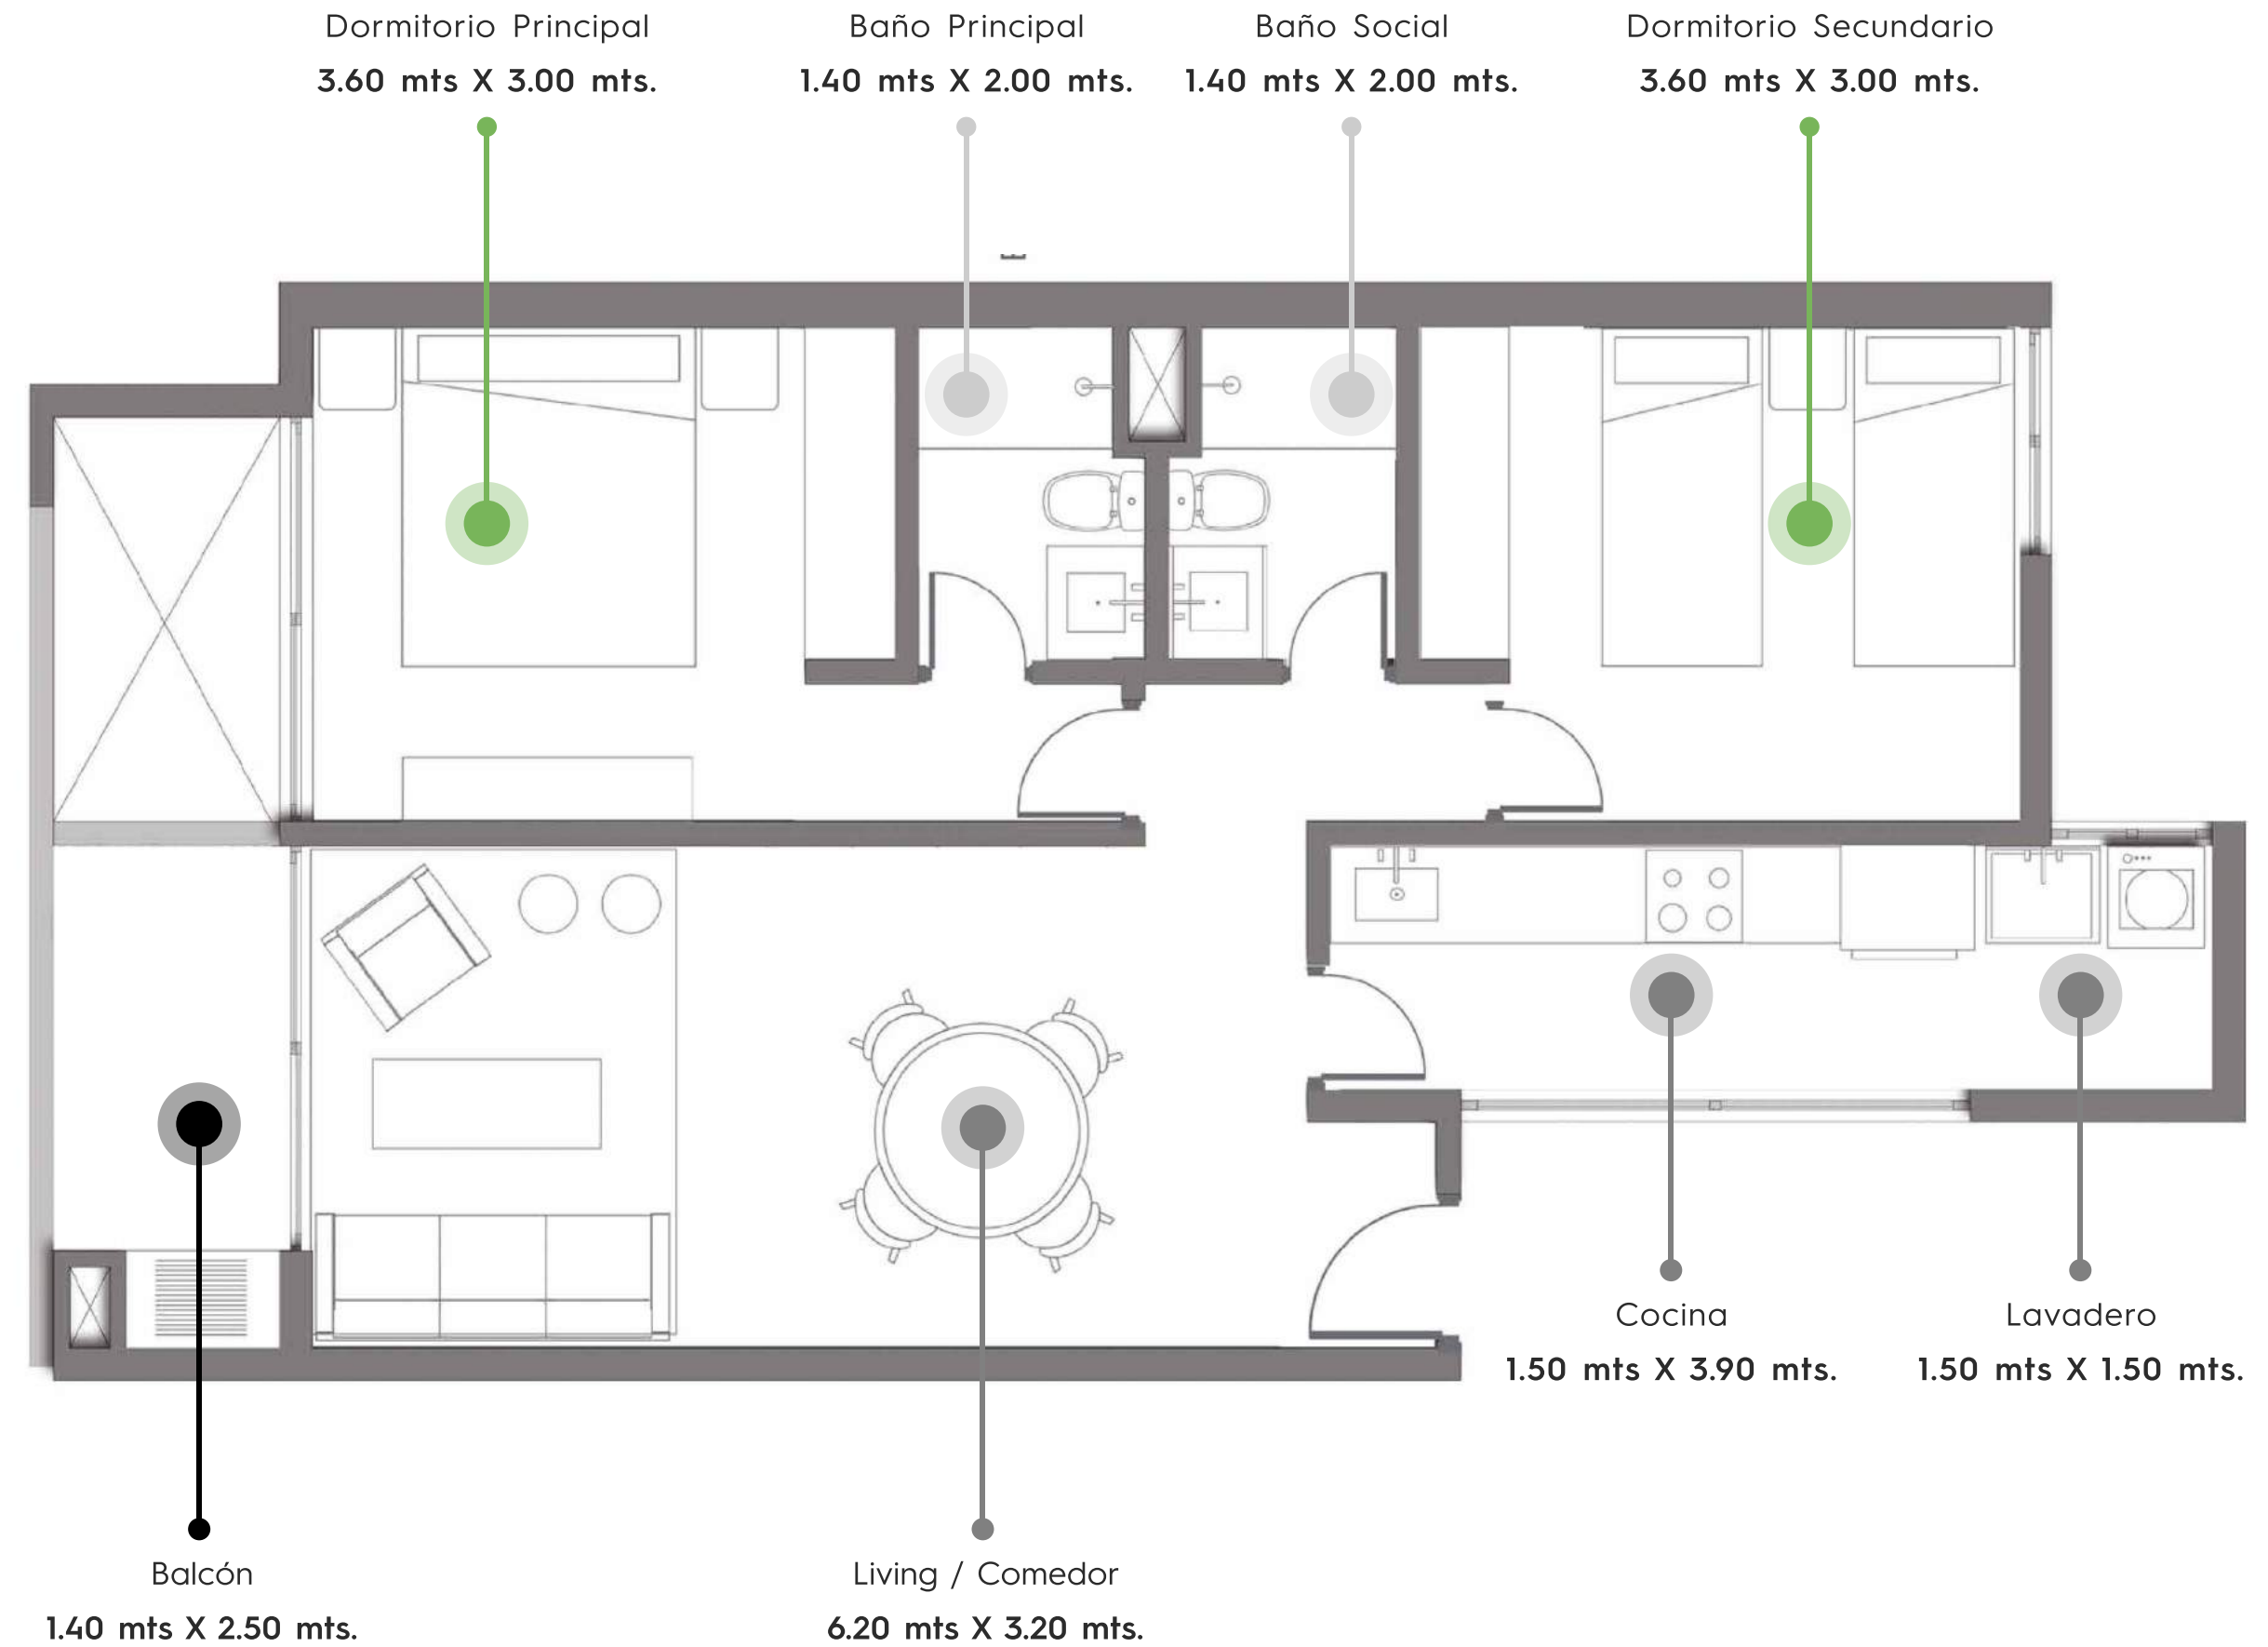 Dormitorio Principal
3.60 mts X 3.00 mts.
Baño Principal
1.40 mts X 2.00 mts.
Baño Social
1.40 mts X 2.00 mts.
Dormitorio Secundario
3.60 mts X 3.00 mts.
Cocina
1.50 mts X 3.90 mts.
Lavadero
1.50 mts X 1.50 mts.
Balcón
1.40 mts X 2.50 mts.
Living / Comedor
6.20 mts X 3.20 mts.